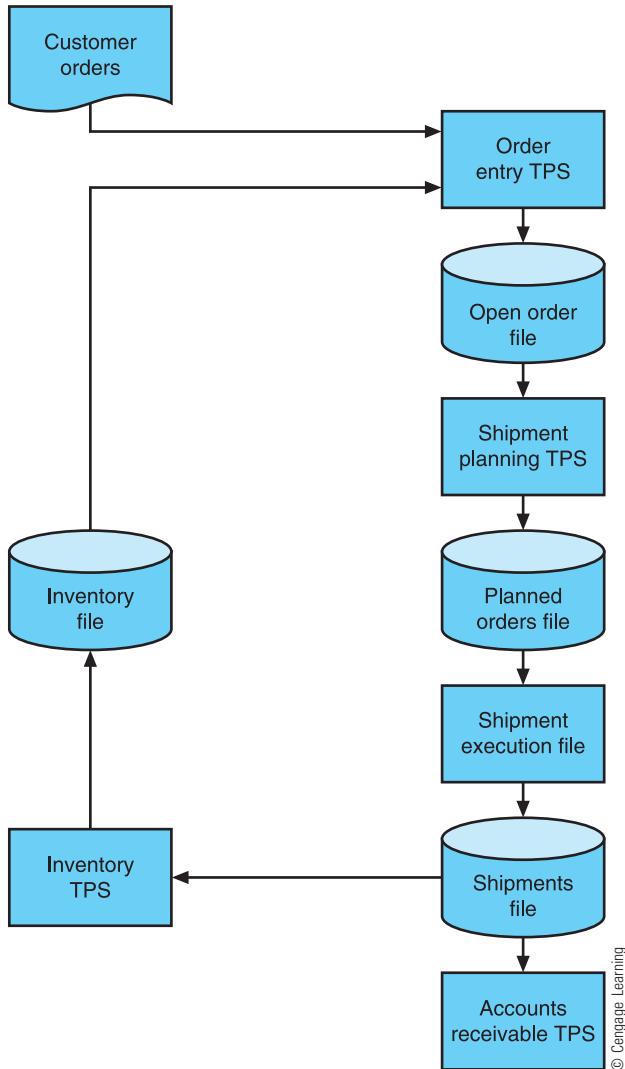 Customer
orders
Order
entry TPS
Open order
file
Shipment
planning TPS
Inventory
file
Planned
orders file
Shipment
execution file
Inventory
TPS
Shipments
file
Accounts
receivable TPS
© Cengage Learning